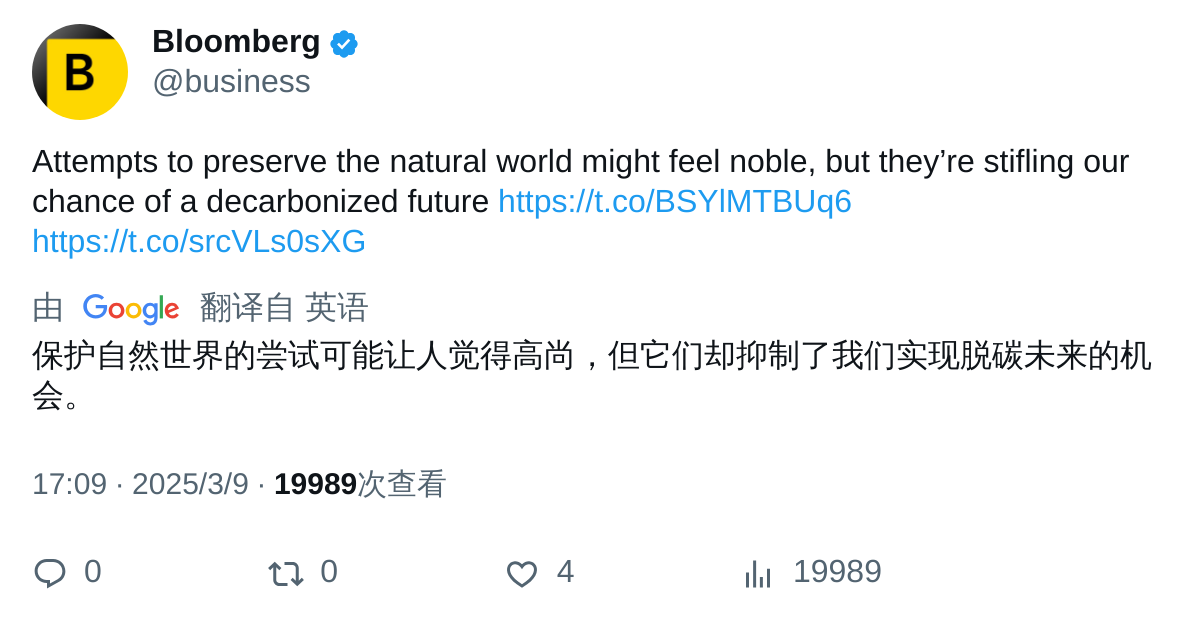 B
Bloomberg
@business
Attempts to preserve the natural world might feel noble, but they’re stifling our
chance of a decarbonized future https://t.co/BSYlMTBUq6
https://t.co/srcVLs0sXG
由 Google 翻译自 英语
保护自然世界的尝试可能让人觉得高尚，但它们却抑制了我们实现脱碳未来的机
会。
17:09 · 2025/3/9 · 19989次查看
0 0 4 19989